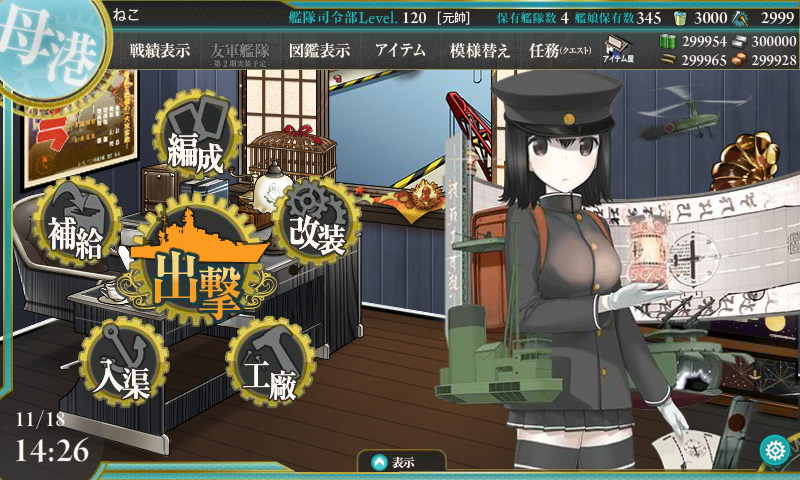 母港
ねこ
艦隊司令部Level. 120 [元帥]
保有艦隊数 4 艦娘保有数 345
3000
2999
戦績表示
友軍艦隊
-第2期実装予定-
図鑑表示
アイテム
模様替え
任務(クエスト)
アイテム屋
299954
300000
299965
299928
編成
補給
改装
出撃
入渠
工廠
11/18
14:26
表示